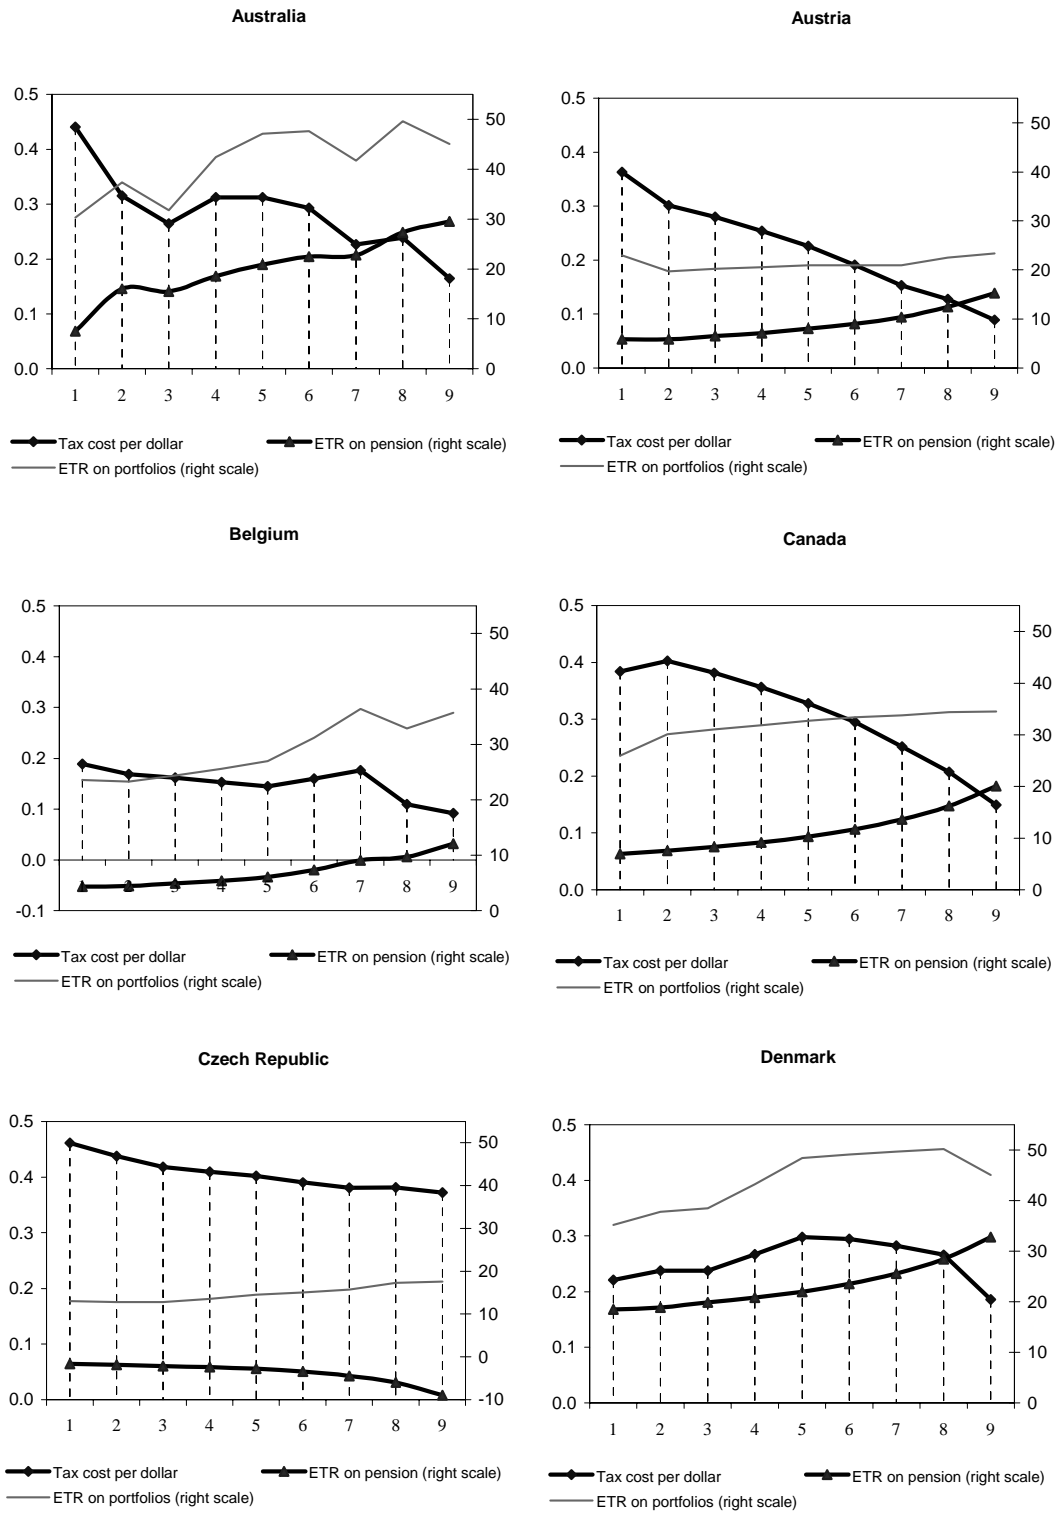 Australia
0.5
0.4
0.3
0.2
0.1
0.0
50
40
30
20
10
0
1 2 3 4 5 6 7 8 9
Tax cost per dollar
ETR on pension (right scale)
ETR on portfolios (right scale)
Austria
0.5
0.4
0.3
0.2
0.1
0.0
50
40
30
20
10
0
1 2 3 4 5 6 7 8 9
Tax cost per dollar
ETR on pension (right scale)
ETR on portfolios (right scale)
Belgium
0.5
0.4
0.3
0.2
0.1
0.0
-0.1
50
40
30
20
10
0
1 2 3 4 5 6 7 8 9
Tax cost per dollar
ETR on pension (right scale)
ETR on portfolios (right scale)
Canada
0.5
0.4
0.3
0.2
0.1
0.0
50
40
30
20
10
0
1 2 3 4 5 6 7 8 9
Tax cost per dollar
ETR on pension (right scale)
ETR on portfolios (right scale)
Czech Republic
0.5
0.4
0.3
0.2
0.1
0.0
50
40
30
20
10
0
-10
1 2 3 4 5 6 7 8 9
Tax cost per dollar
ETR on pension (right scale)
ETR on portfolios (right scale)
Denmark
0.5
0.4
0.3
0.2
0.1
0.0
50
40
30
20
10
0
1 2 3 4 5 6 7 8 9
Tax cost per dollar
ETR on pension (right scale)
ETR on portfolios (right scale)